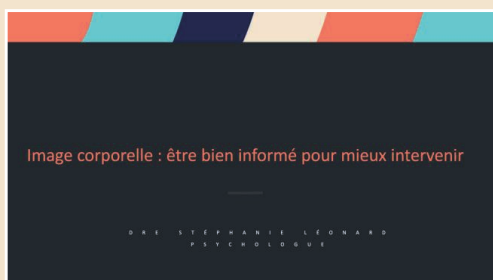 Image corporelle : être bien informé pour mieux intervenir
DRE STÉPHANIE LÉONARD
PSYCHOLOGUE